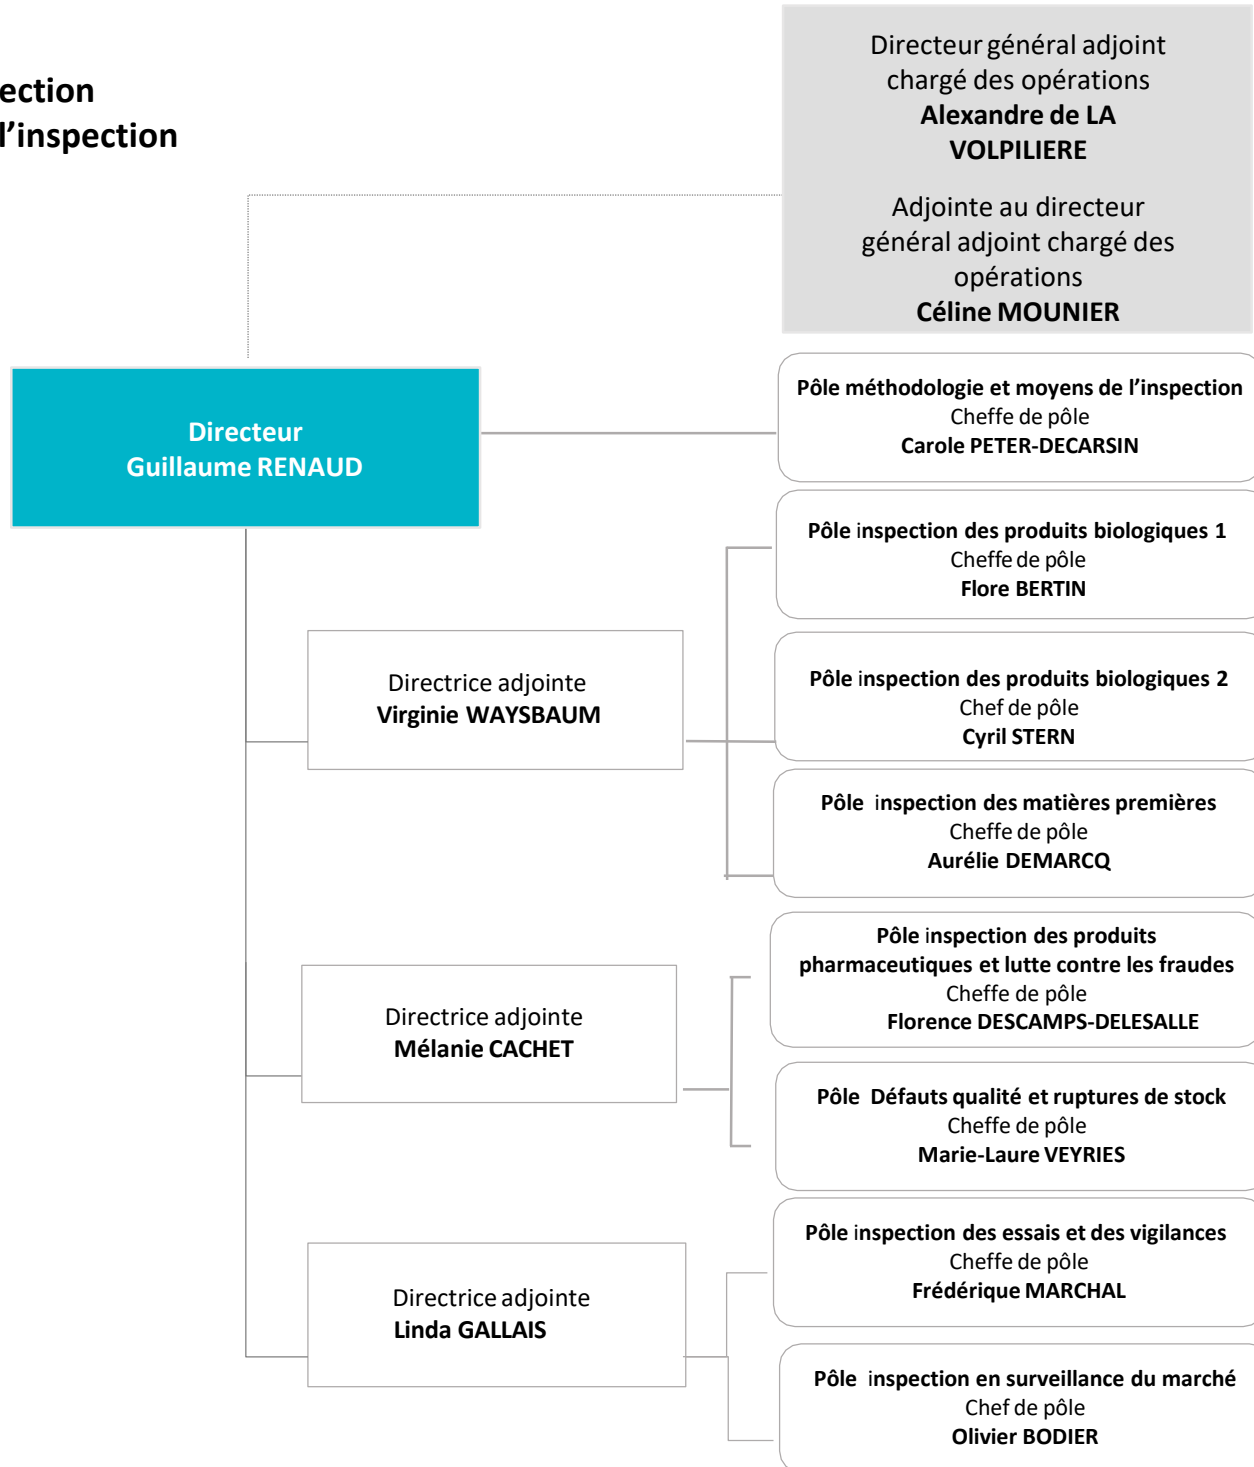 ection
l’inspection
Directeur général adjoint
chargé des opérations
Alexandre de LA
VOLPILIERE
Adjointe au directeur
général adjoint chargé des
opérations
Céline MOUNIER
Directeur
Guillaume RENAUD
Pôle méthodologie et moyens de l’inspection
Cheffe de pôle
Carole PETER-DECARSIN
Pôle inspection des produits biologiques 1
Cheffe de pôle
Flore BERTIN
Directrice adjointe
Virginie WAYSBAUM
Pôle inspection des produits biologiques 2
Chef de pôle
Cyril STERN
Pôle inspection des matières premières
Cheffe de pôle
Aurélie DEMARCQ
Directrice adjointe
Mélanie CACHET
Pôle inspection des produits
pharmaceutiques et lutte contre les fraudes
Cheffe de pôle
Florence DESCAMPS-DELESALLE
Pôle Défauts qualité et ruptures de stock
Cheffe de pôle
Marie-Laure VEYRIES
Directrice adjointe
Linda GALLAIS
Pôle inspection des essais et des vigilances
Cheffe de pôle
Frédérique MARCHAL
Pôle inspection en surveillance du marché
Chef de pôle
Olivier BODIER